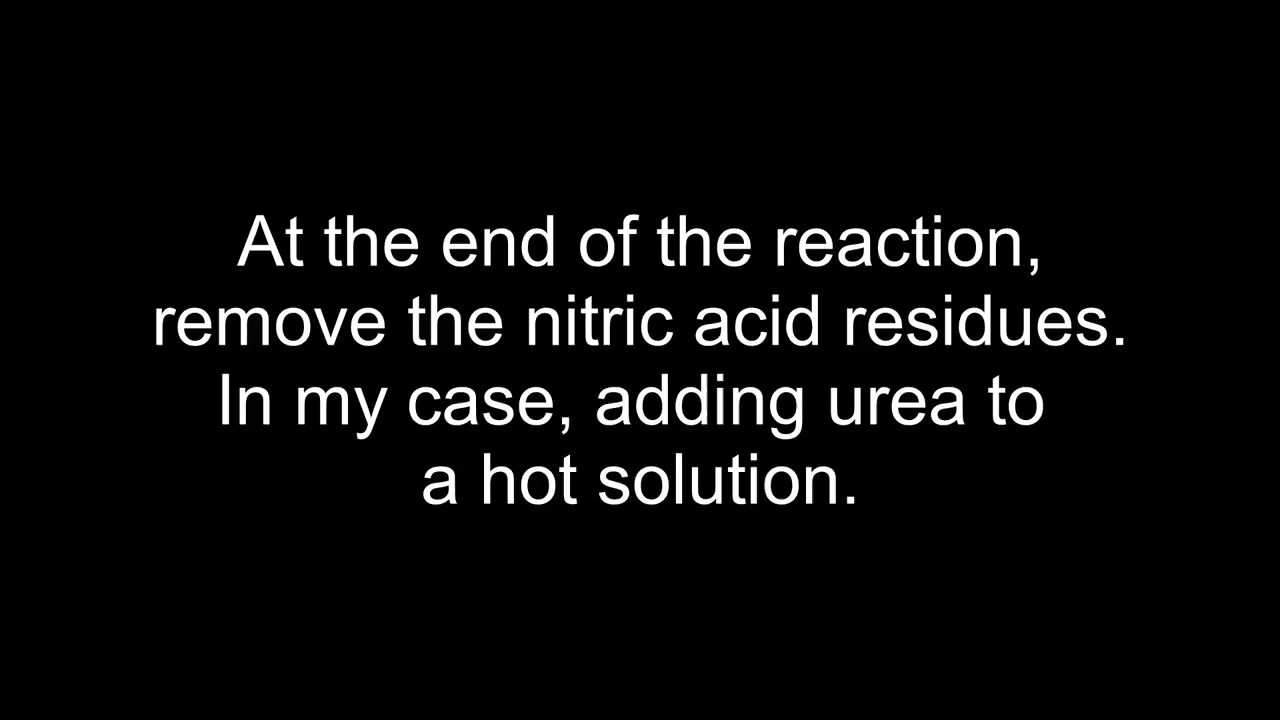 At the end of the reaction,
remove the nitric acid residues.
In my case, adding urea to
a hot solution.